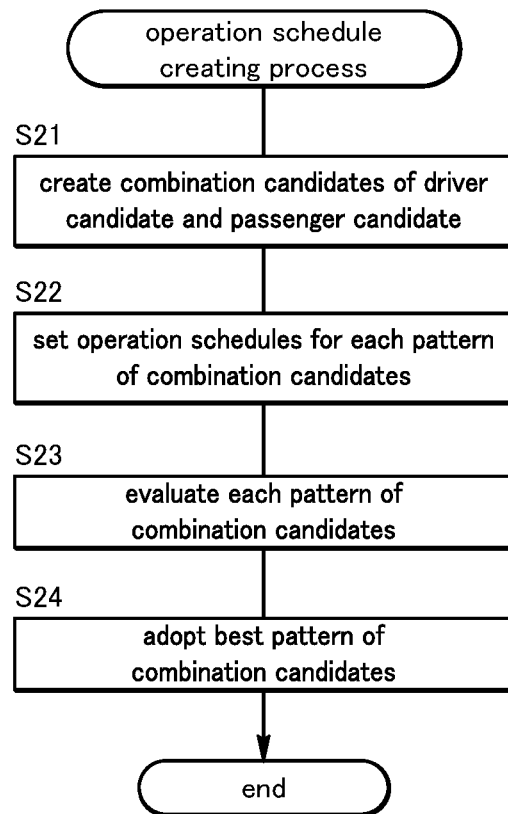 operation schedule
creating process
S21
create combination candidates of driver
candidate and passenger candidate
S22
set operation schedules for each pattern
of combination candidates
S23
evaluate each pattern of
combination candidates
S24
adopt best pattern of
combination candidates
end